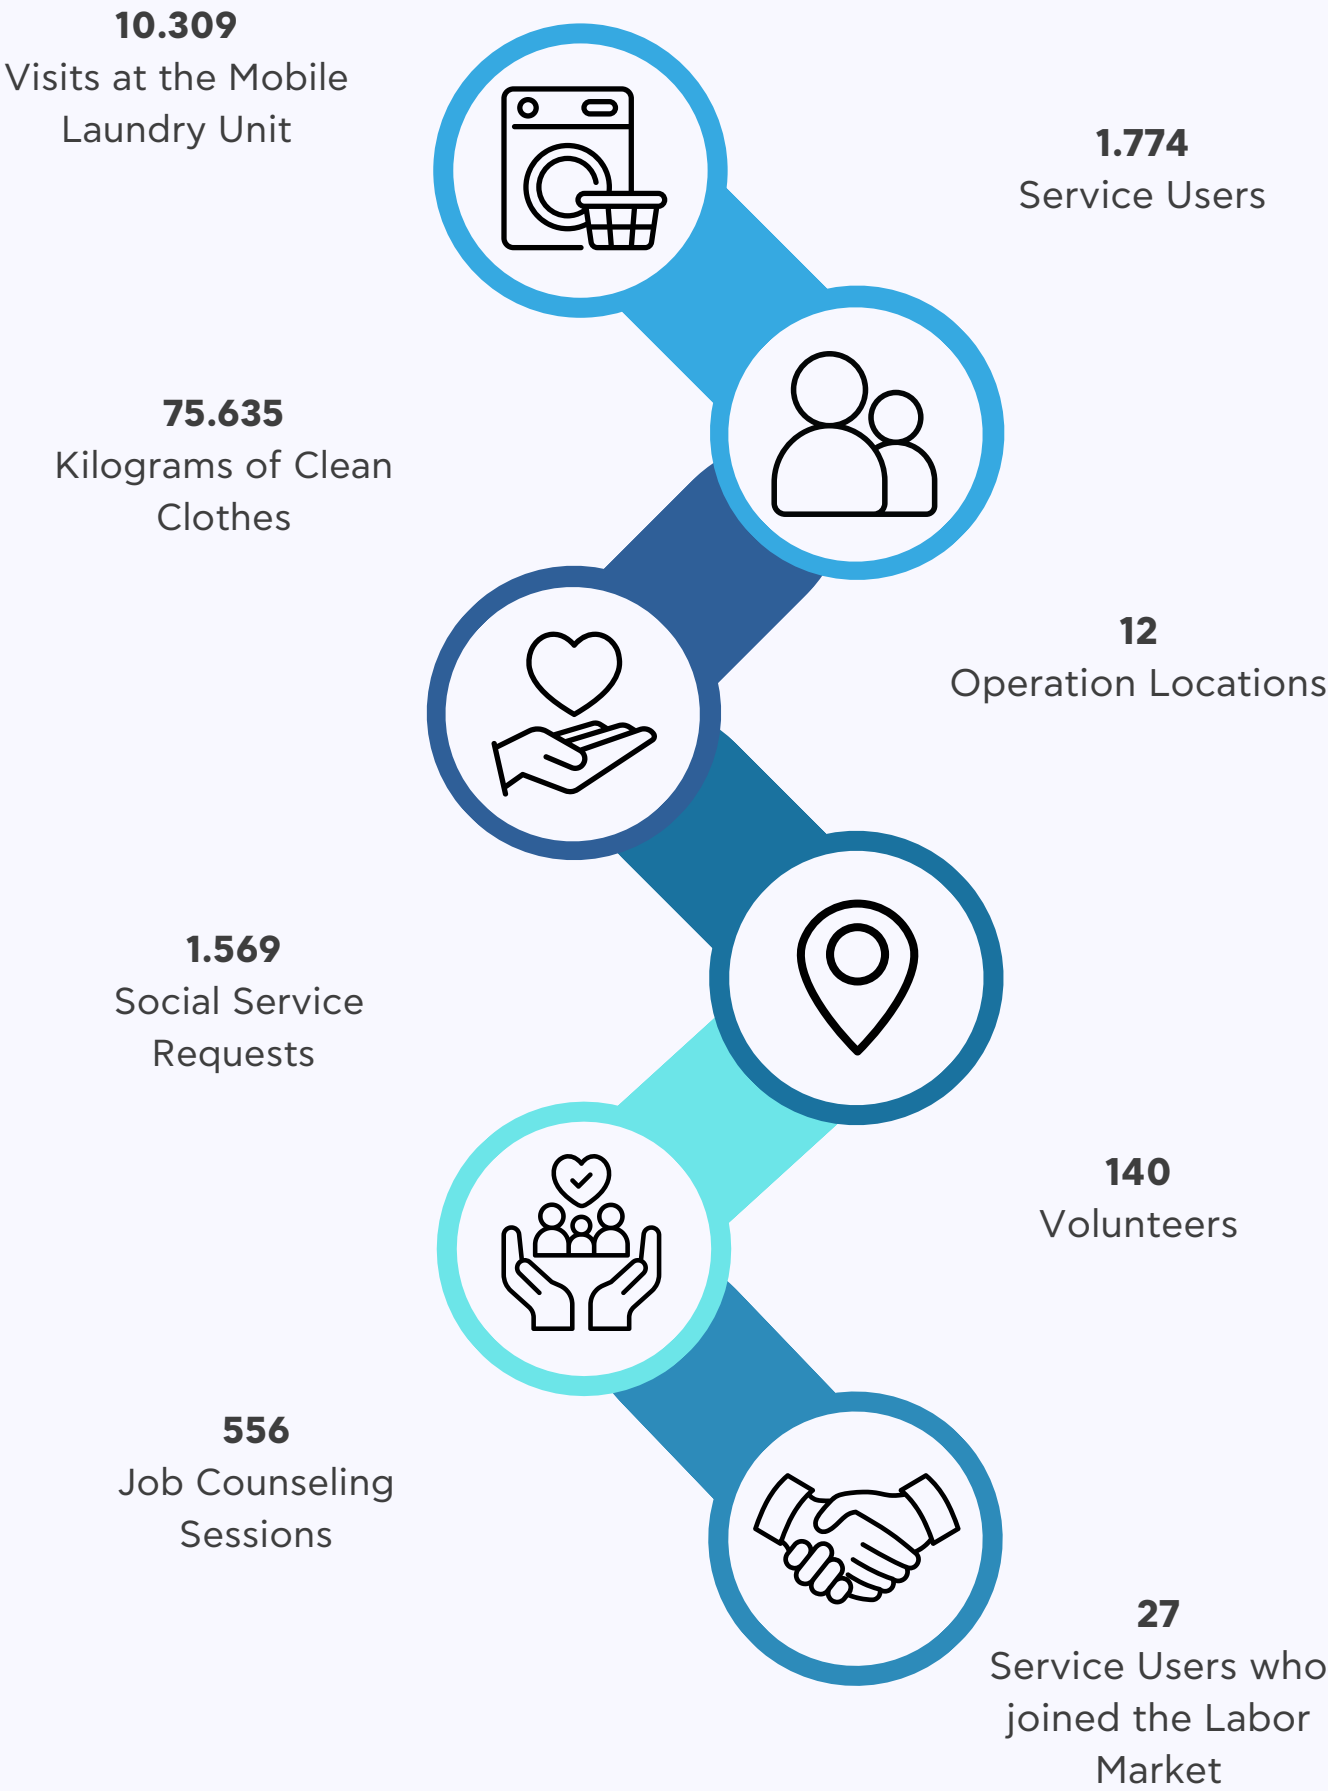 10.309
Visits at the Mobile
Laundry Unit
1.774
Service Users
75.635
Kilograms of Clean
Clothes
12
Operation Locations
1.569
Social Service
Requests
140
Volunteers
556
Job Counseling
Sessions
27
Service Users who
joined the Labor
Market